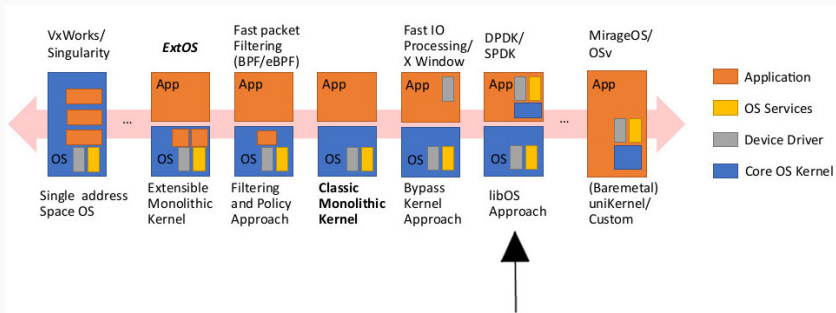 VxWorks/
Singularity
OS
Single address
Space OS
...
ExtOS
App
OS
Extensible
Monolithic
Kernel
Fast packet
Filtering
(BPF/eBPF)
App
OS
Filtering
and Policy
Approach
App
OS
Classic
Monolithic
Kernel
Fast IO
Processing/
X Window
App
OS
Bypass
Kernel
Approach
DPDK/
SPDK
App
OS
libOS
Approach
...
MirageOS/
OSv
App
(Baremetal)
uniKernel/
Custom
Application
OS Services
Device Driver
Core OS Kernel